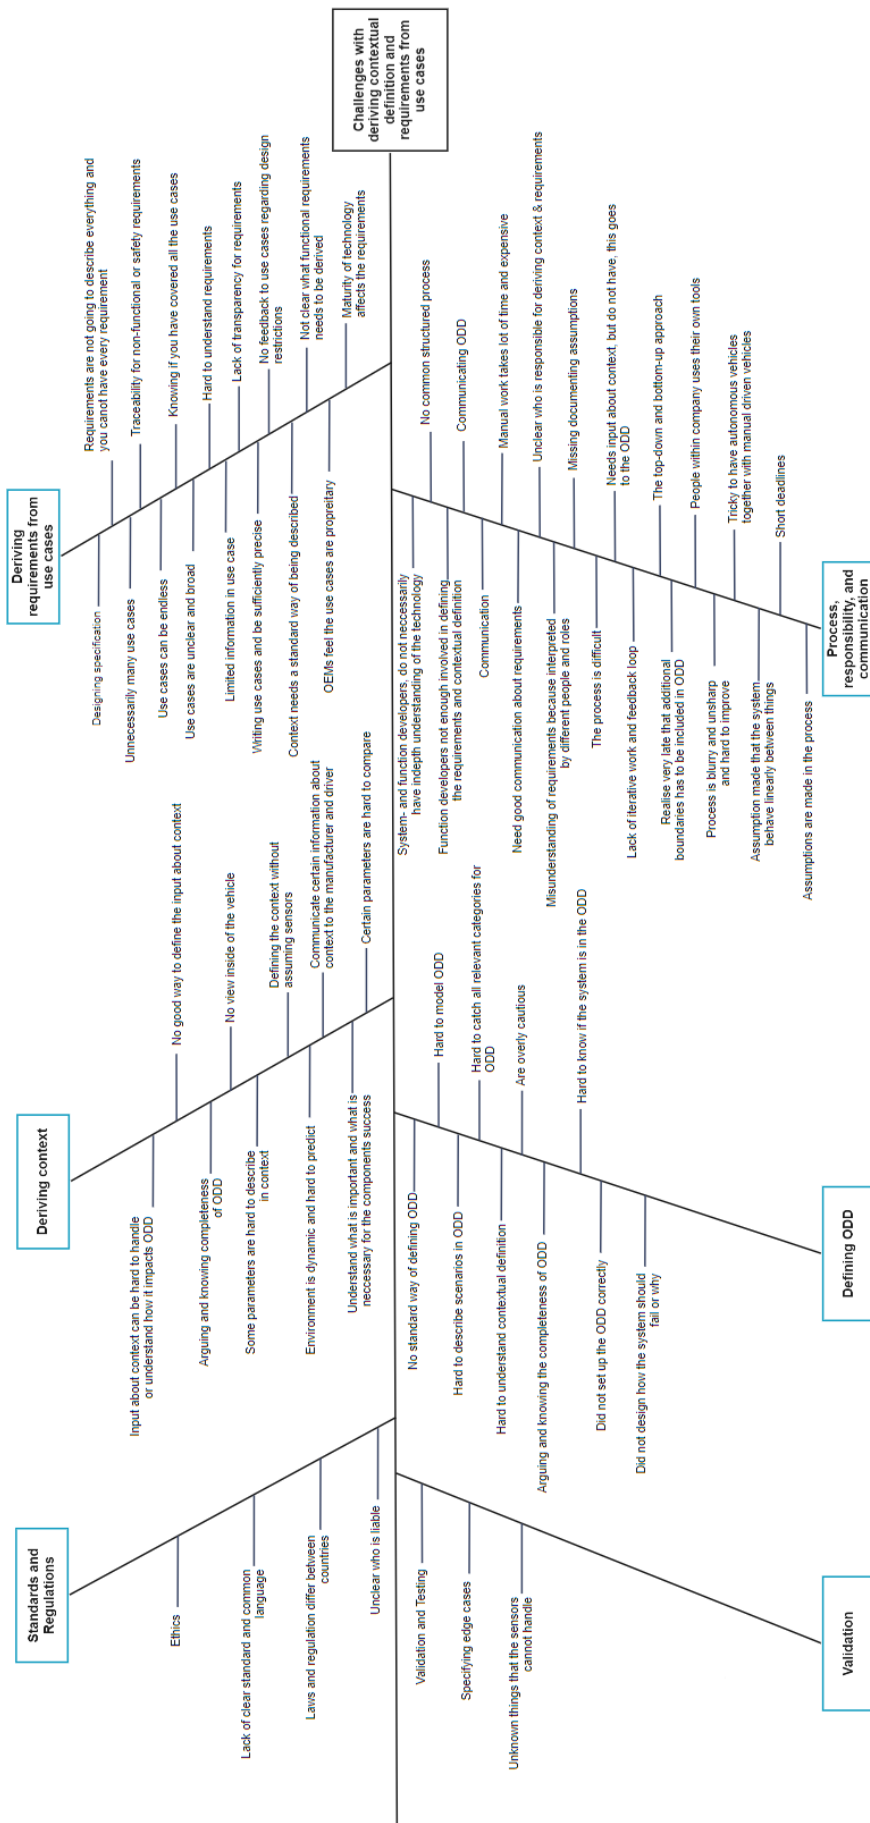 Standards and
Regulations
Ethics
Lack of clear standard and common
language
Laws and regulation differ between
countries
Unclear who is liable
Deriving context
Input about context can be hard to handle
or understand how it impacts ODD
No good way to define the input about context
Arguing and knowing completeness
of ODD
No view inside of the vehicle
Some parameters are hard to describe
in context
Defining the context without
assuming sensors
Environment is dynamic and hard to predict
Communicate certain information about
context to the manufacturer and driver
Understand what is important and what is
neccessary for the components success
Certain parameters are hard to compare
Deriving
requirements from
use cases
Designing specification
Requirements are not going to describe everything and
you canot have every requirement
Unnecessarily many use cases
Traceability for non-functional or safety requirements
Use cases can be endless
Knowing if you have covered all the use cases
Use cases are unclear and broad
Hard to understand requirements
Limited information in use case
Lack of transparency for requirements
Writing use cases and be sufficiently precise
No feedback to use cases regarding design
restrictions
Context needs a standard way of being described
Not clear what functional requirements
needs to be derived
OEMs feel the use cases are propreitary
Maturity of technology
affects the requirements
Challenges with
deriving contextual
definition and
requirements from
use cases
Validation and Testing
Specifying edge cases
Unknown things that the sensors
cannot handle
Validation
No standard way of defining ODD
Hard to model ODD
Hard to describe scenarios in ODD
Hard to catch all relevant categories for
ODD
Hard to understand contextual definition
Are overly cautious
Arguing and knowing the completeness of ODD
Hard to know if the system is in the ODD
Did not set up the ODD correctly
Did not design how the system should
fail or why
Defining ODD
System- and function developers, do not neccessarily
have indepth understanding of the technology
No common structured process
Function developers not enough involved in defining
the requirements and contextual definition
Communicating ODD
Communication
Manual work takes lot of time and expensive
Need good communication about requirements
Unclear who is responsible for deriving context & requirements
Misunderstanding of requirements because interpreted
by different people and roles
Missing documenting assumptions
The process is difficult
Needs input about context, but do not have, this goes
to the ODD
Lack of iterative work and feedback loop
The top-down and bottom-up approach
Realise very late that additional
boundaries has to be included in ODD
People within company uses their own tools
Process is blurry and unsharp
and hard to improve
Tricky to have autonomous vehicles
together with manual driven vehicles
Assumption made that the system
behave linearly between things
Short deadlines
Assumptions are made in the process
Process,
responsibility, and
communication